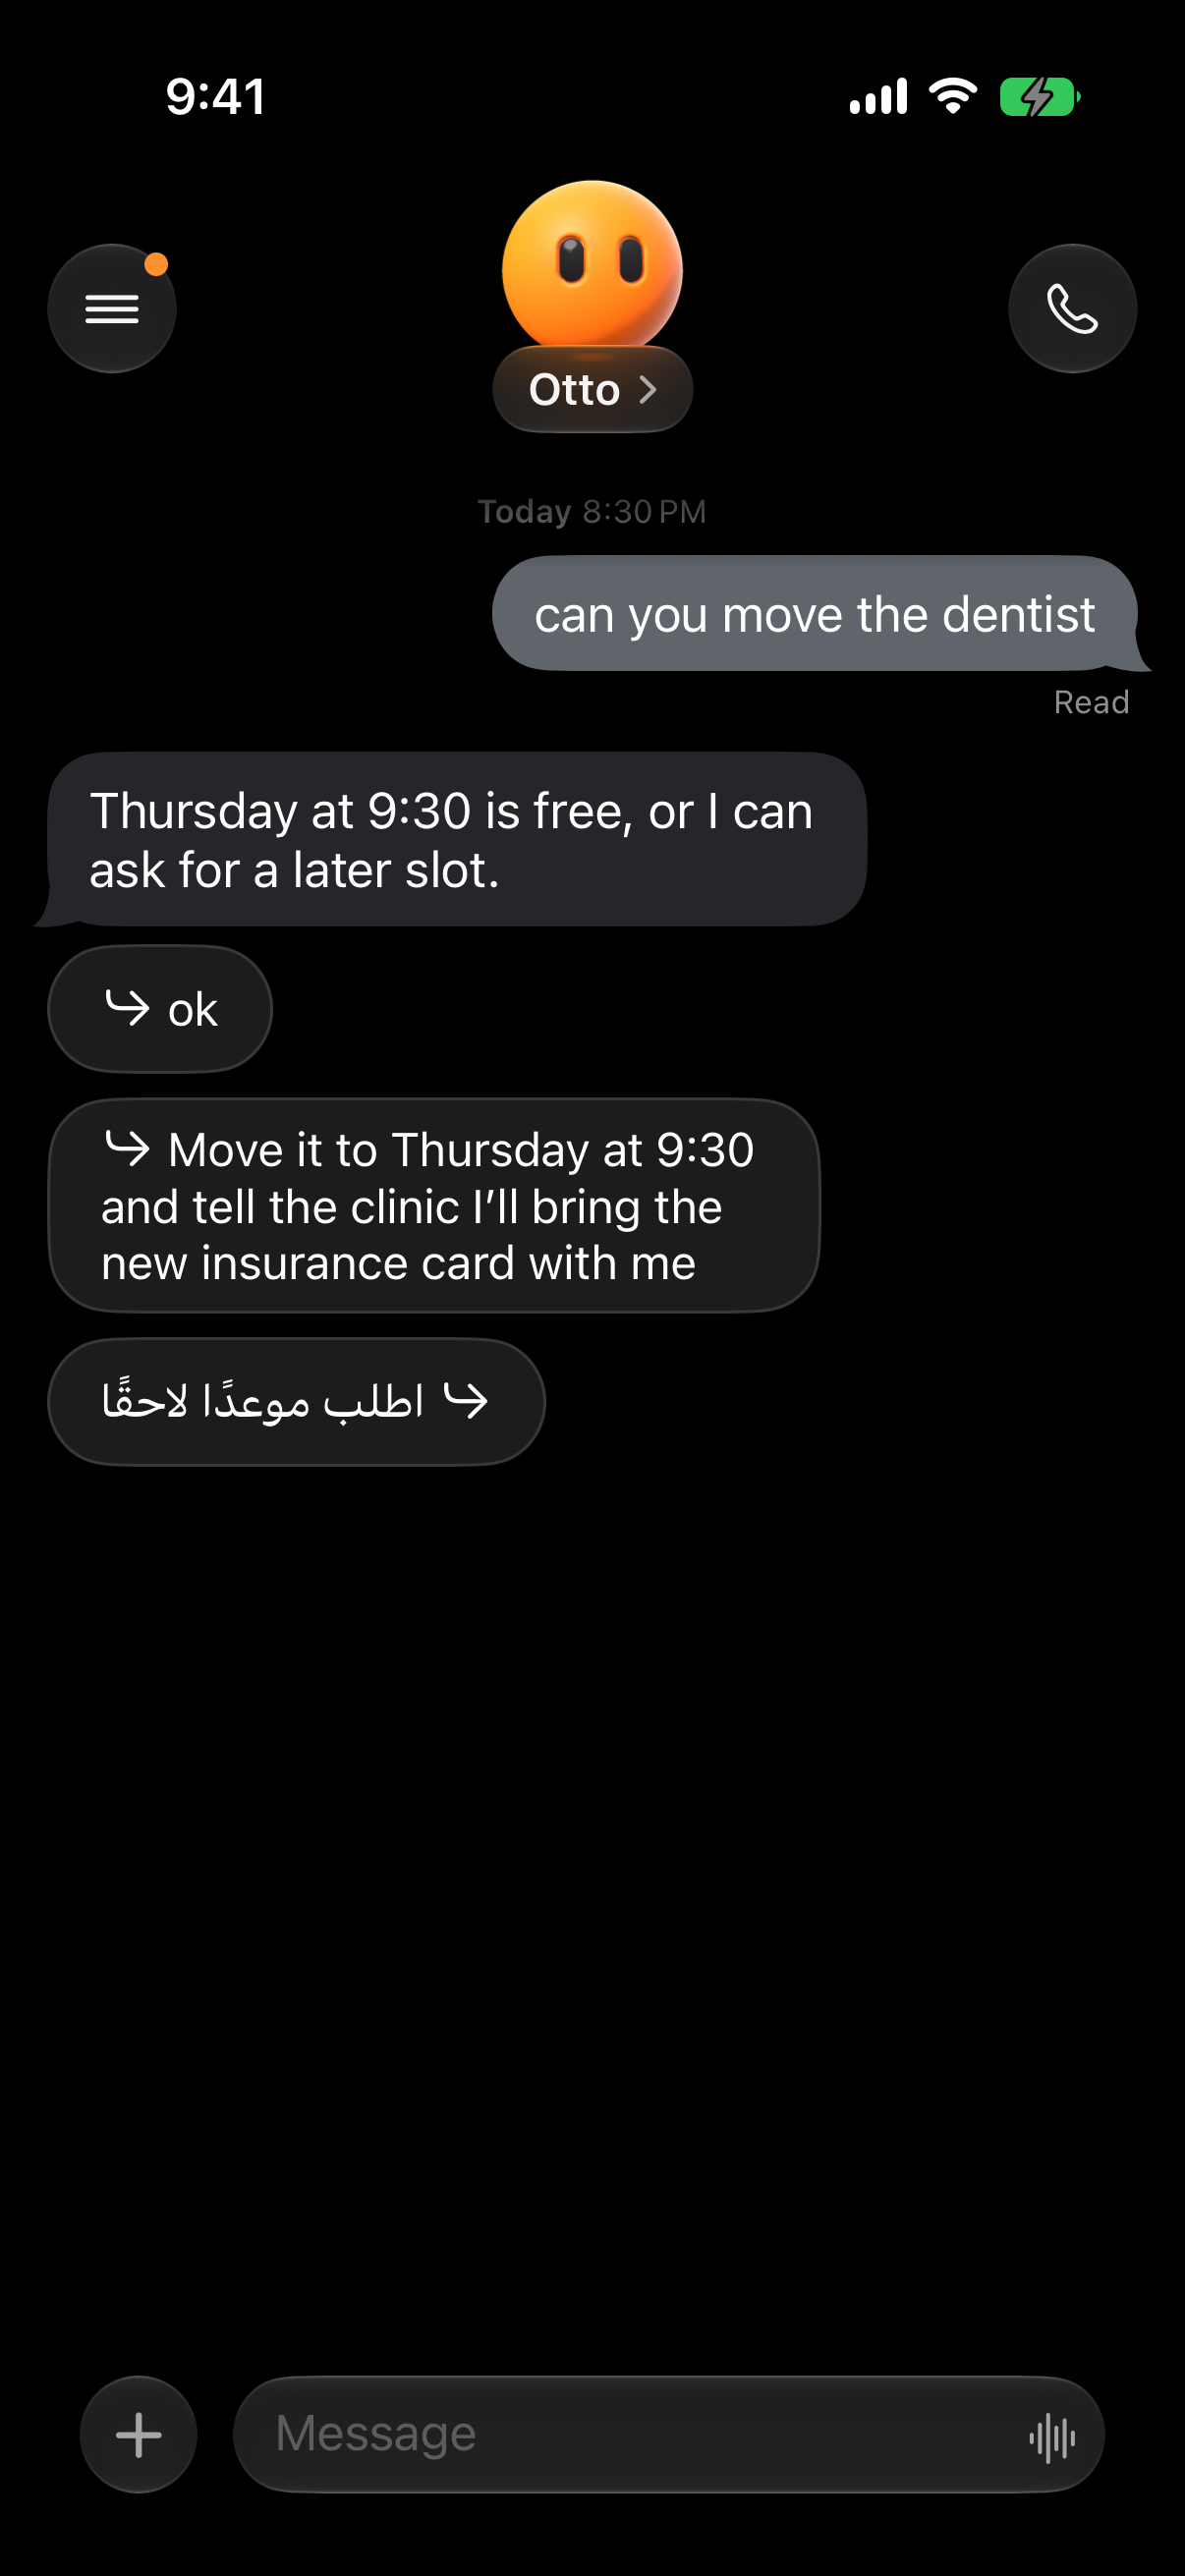 9:41
Otto
Today 8:30 PM
can you move the dentist
Read
Thursday at 9:30 is free, or I can
ask for a later slot.
ok
Move it to Thursday at 9:30
and tell the clinic I’ll bring the
new insurance card with me
اطلب موعدًا لاحقًا
Message